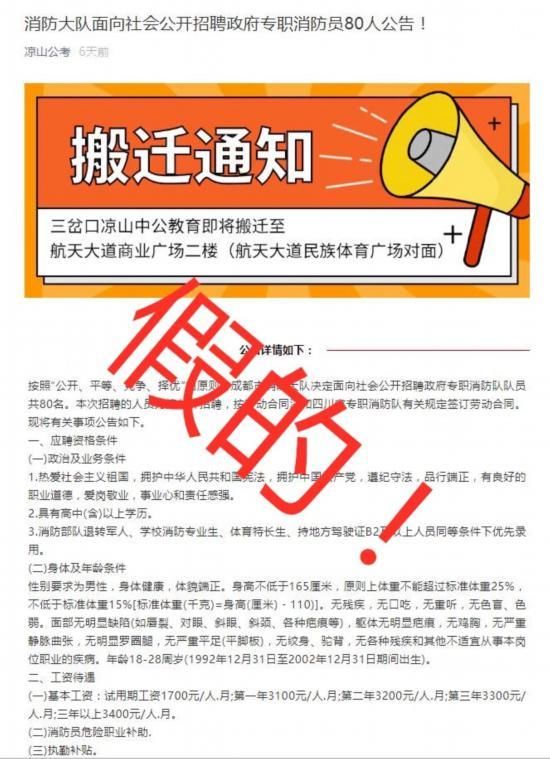 消防大队面向社会公开招聘政府专职消防员80人公告！
凉山公考 6天前
搬迁通知
三岔口凉山中公教育即将搬迁至
航天大道商业广场二楼（航天大道民族体育广场对面）
公 详情如下：
假的！
按照“公开、平等、竞争、择优” 原则 成都 大队决定面向社会公开招聘政府专职消防队队员
共80名。本次招聘的人员 招聘，按 动合同 和四川 专职消防队有关规定签订劳动合同。
现将有关事项公告如下。
一、应聘资格条件
(一)政治及业务条件
1.热爱社会主义祖国，拥护中华人民共和国宪法，拥护中国 产党，遵纪守法，品行端正，有良好的
职业道德，爱岗敬业，事业心和责任感强。
2.具有高中(含)以上学历。
3.消防部队退转军人、学校消防专业生、体育特长生、持地方驾驶证B2 以上人员同等条件下优先录
用。
(二)身体及年龄条件
性别要求为男性，身体健康，体貌端正。身高不低于165厘米，原则上体重不能超过标准体重25%，
不低于标准体重15%[标准体重(千克)=身高(厘米)－110)]。无残疾，无口吃，无重听，无色盲、色
弱。面部无明显缺陷(如唇裂、对眼、斜眼、斜颈、各种疤痕等)，躯体无明显疤痕，无鸡胸，无严重
静脉曲张，无明显罗圈腿，无严重平足(平脚板)，无纹身、驼背，无各种残疾和其他不适宜从事本岗
位职业的疾病。年龄18-28周岁(1992年12月31日至2002年12月31日期间出生)。
二、工资待遇
(一)基本工资：试用期工资1700元/人.月;第一年3100元/人.月;第二年3200元/人.月;第三年3300元/
人.月;三年以上3400元/人.月。
(二)消防员危险职业补助.
(三)执勤补贴。